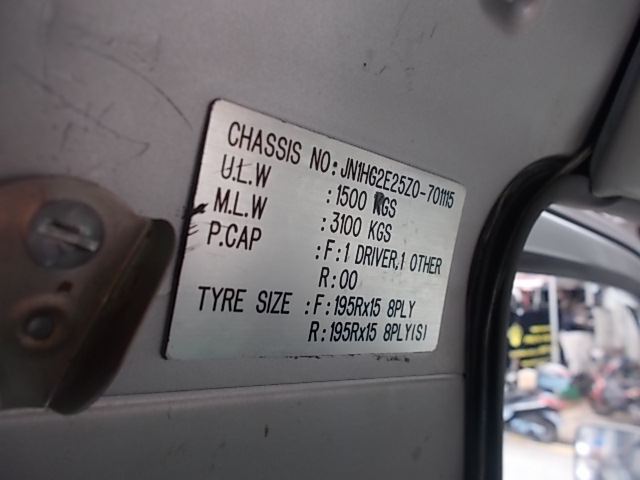 CHASSIS NO: JN1HG2E25Z0-701115
U.L.W : 1500 KGS
M.L.W : 3100 KGS
P.CAP : F: 1 DRIVER,1 OTHER
R: 00
TYRE SIZE : F: 195Rx15 8PLY
R: 195Rx15 8PLY(S)